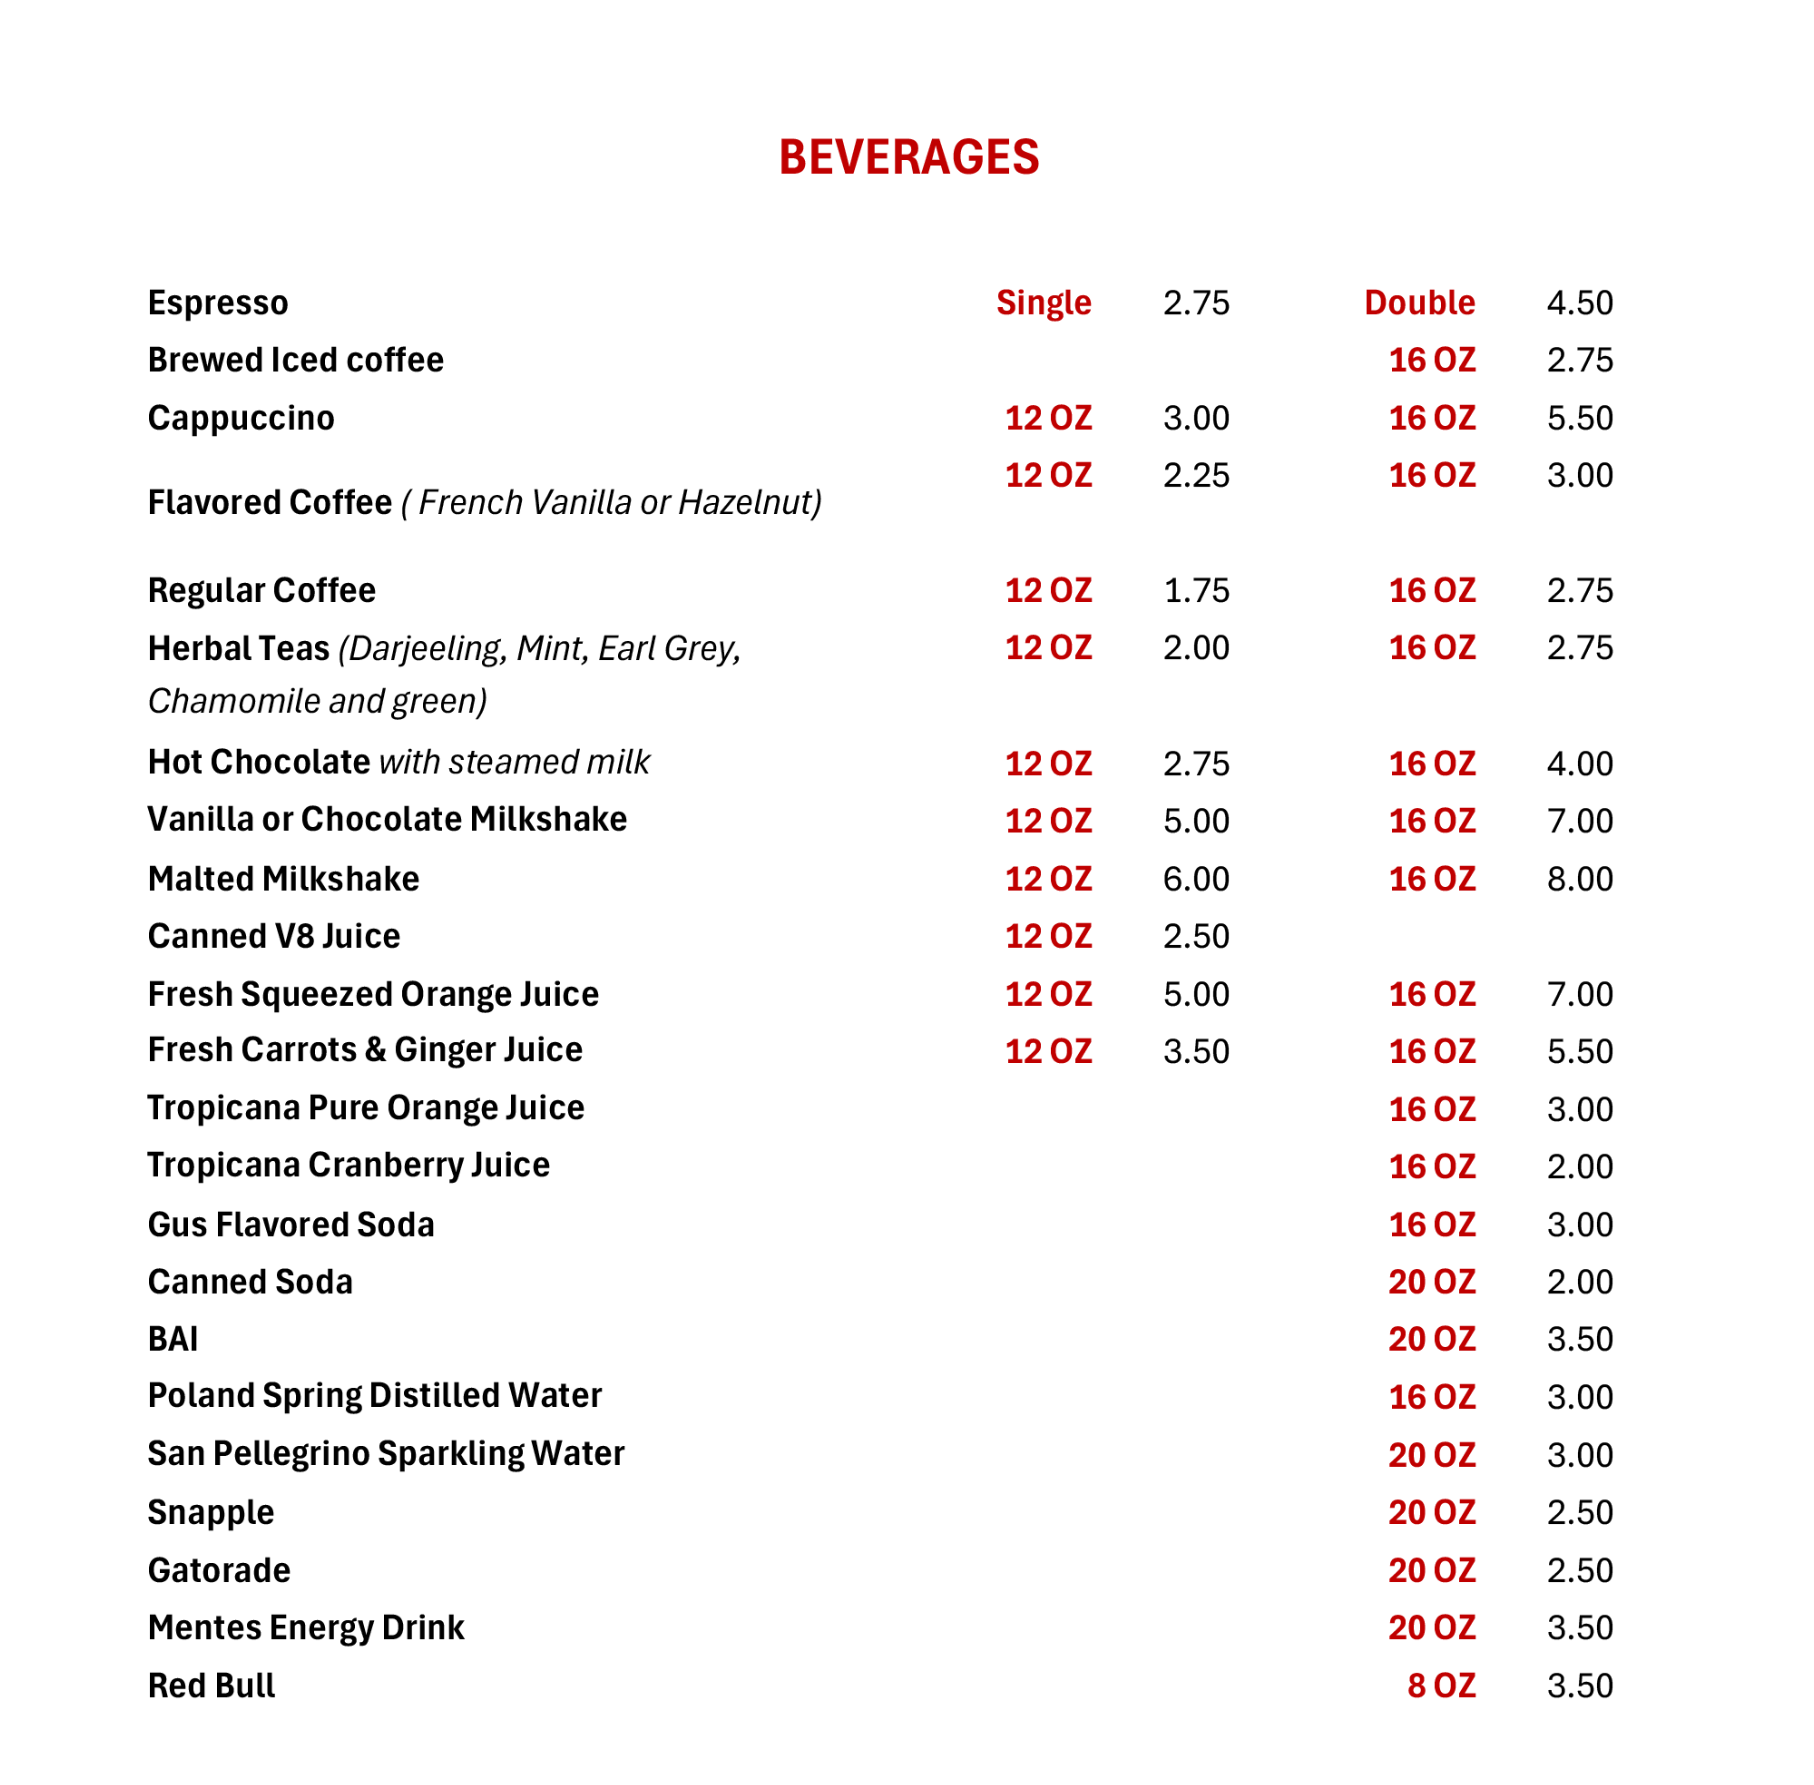 BEVERAGES
Espresso Single 2.75 Double 4.50
Brewed Iced coffee 16 OZ 2.75
Cappuccino 12 OZ 3.00 16 OZ 5.50
12 OZ 2.25 16 OZ 3.00
Flavored Coffee ( French Vanilla or Hazelnut)
Regular Coffee 12 OZ 1.75 16 OZ 2.75
Herbal Teas (Darjeeling, Mint, Earl Grey, 12 OZ 2.00 16 OZ 2.75
Chamomile and green)
Hot Chocolate with steamed milk 12 OZ 2.75 16 OZ 4.00
Vanilla or Chocolate Milkshake 12 OZ 5.00 16 OZ 7.00
Malted Milkshake 12 OZ 6.00 16 OZ 8.00
Canned V8 Juice 12 OZ 2.50
Fresh Squeezed Orange Juice 12 OZ 5.00 16 OZ 7.00
Fresh Carrots & Ginger Juice 12 OZ 3.50 16 OZ 5.50
Tropicana Pure Orange Juice 16 OZ 3.00
Tropicana Cranberry Juice 16 OZ 2.00
Gus Flavored Soda 16 OZ 3.00
Canned Soda 20 OZ 2.00
BAI 20 OZ 3.50
Poland Spring Distilled Water 16 OZ 3.00
San Pellegrino Sparkling Water 20 OZ 3.00
Snapple 20 OZ 2.50
Gatorade 20 OZ 2.50
Mentes Energy Drink 20 OZ 3.50
Red Bull 8 OZ 3.50